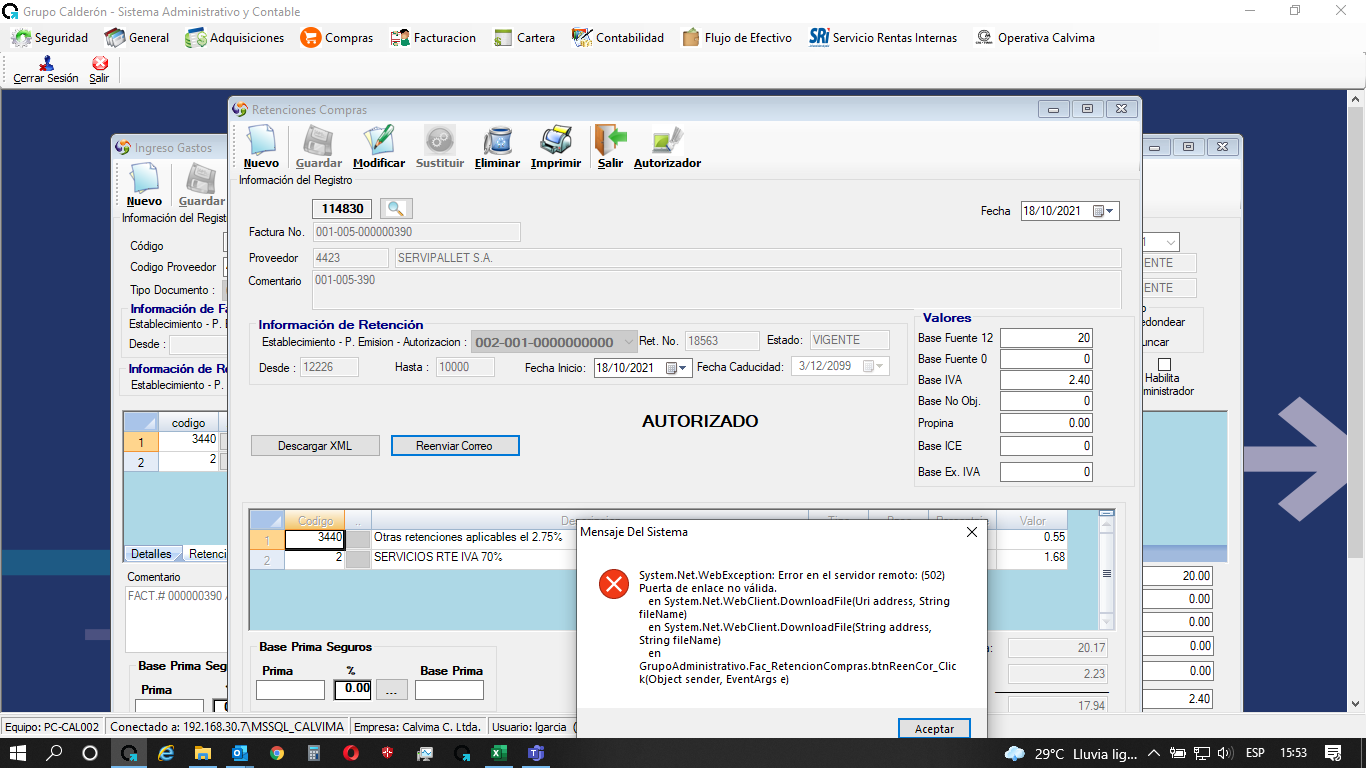 Grupo Calderón - Sistema Administrativo y Contable
Seguridad General Adquisiciones Compras Facturacion Cartera Contabilidad Flujo de Efectivo SRi Servicio Rentas Internas Operativa Calvima
Cerrar Sesión Salir
Ingreso Gastos
Nuevo Guardar
Información del Regist
Código
Codigo Proveedor
Tipo Documento :
Información de Fa
Establecimiento - P. E
Desde :
Información de Re
Establecimiento - P.
codigo
1 3440
2 2
Detalles Retenci
Comentario
FACT.# 000000390 /
Base Prima Seg
Prima
Retenciones Compras
Nuevo Guardar Modificar Sustituir Eliminar Imprimir Salir Autorizador
Información del Registro
114830
Fecha 18/10/2021
Factura No. 001-005-000000390
Proveedor 4423 SERVIPALLET S.A.
Comentario 001-005-390
Información de Retención
Establecimiento - P. Emision - Autorizacion : 002-001-0000000000 Ret. No. 18563 Estado: VIGENTE
Desde : 12226 Hasta : 10000 Fecha Inicio: 18/10/2021 Fecha Caducidad: 3/12/2099
Valores
Base Fuente 12 20
Base Fuente 0 0
Base IVA 2.40
Base No Obj. 0
Propina 0.00
Base ICE 0
Base Ex. IVA 0
AUTORIZADO
Descargar XML Reenviar Correo
Codigo .. Valor
1 3440 Otras retenciones aplicables el 2.75% 0.55
2 2 SERVICIOS RTE IVA 70% 1.68
Base Prima Seguros
Prima % Base Prima
0.00 ...
20.17
2.23
17.94
Mensaje Del Sistema
System.Net.WebException: Error en el servidor remoto: (502)
Puerta de enlace no válida.
en System.Net.WebClient.DownloadFile(Uri address, String
fileName)
en System.Net.WebClient.DownloadFile(String address,
String fileName)
en
GrupoAdministrativo.Fac_RetencionCompras.btnReenCor_Clic
k(Object sender, EventArgs e)
Aceptar
ENTE
ENTE
edondear
uncar
Habilita
ministrador
20.00
0.00
0.00
0.00
0.00
2.40
Equipo: PC-CAL002 Conectado a: 192.168.30.7\MSSQL_CALVIMA Empresa: Calvima C. Ltda. Usuario: lgarcia (
29°C Lluvia lig... ESP 15:53